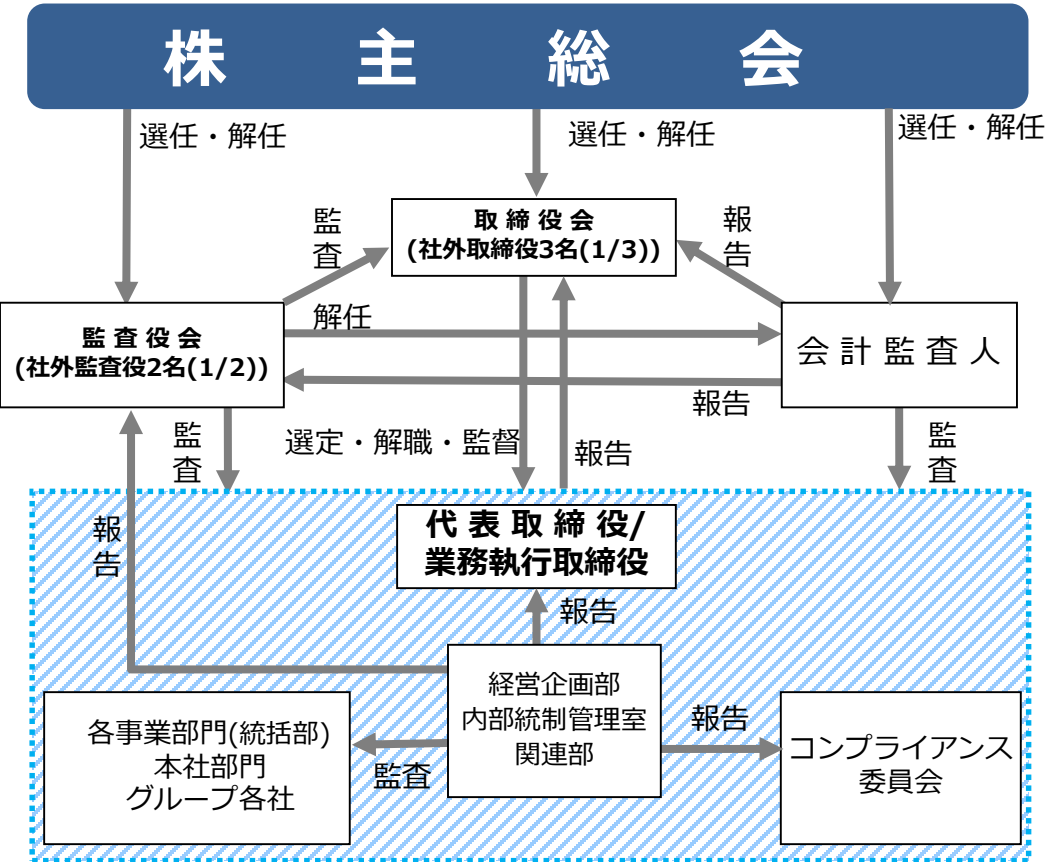 株主総会
選任・解任
選任・解任
選任・解任
監査
取締役会
(社外取締役3名(1/3))
報告
監査役会
(社外監査役2名(1/2))
解任
会計監査人
報告
監査
選定・解職・監督
報告
監査
代表取締役/
業務執行取締役
報告
報告
経営企画部
内部統制管理室
関連部
各事業部門(統括部)
本社部門
グループ各社
監査
報告
コンプライアンス
委員会